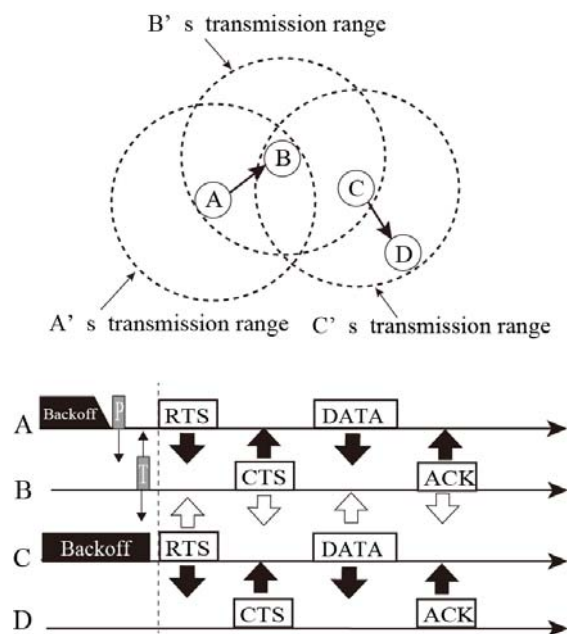 B’ s transmission range
B
A
C
D
A’ s transmission range
C’ s transmission range
A Backoff P RTS DATA
B T CTS ACK
C Backoff RTS DATA
D CTS ACK